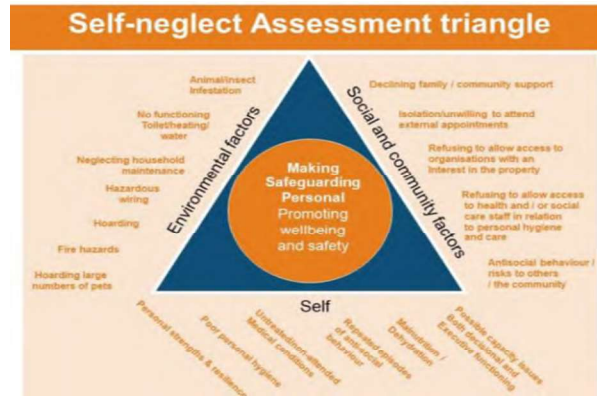 Self-neglect Assessment triangle
Animal/insect
Infestation
No functioning
Toilet/heating/
water
Neglecting household
maintenance
Hazardous
wiring
Hoarding
Fire hazards
Hoarding large
numbers of pets
Environmental factors
Making
Safeguarding
Personal
Promoting
wellbeing
and safety
Social and community factors
Declining family / community support
Isolation/unwilling to attend
external appointments
Refusing to allow access to
organisations with an
Interest in the property
Refusing to allow access
to health and / or social
care staff in relation
to personal hygiene
and care
Antisocial behaviour /
risks to others
/ the community
Self
Personal strengths & resilience
Poor personal hygiene
Untreated/non-attended
Medical conditions
Repeated episodes
of anti-social
behaviour
Malnutrition /
Dehydration
Possible capacity issues
Both decisional and
Executive functioning